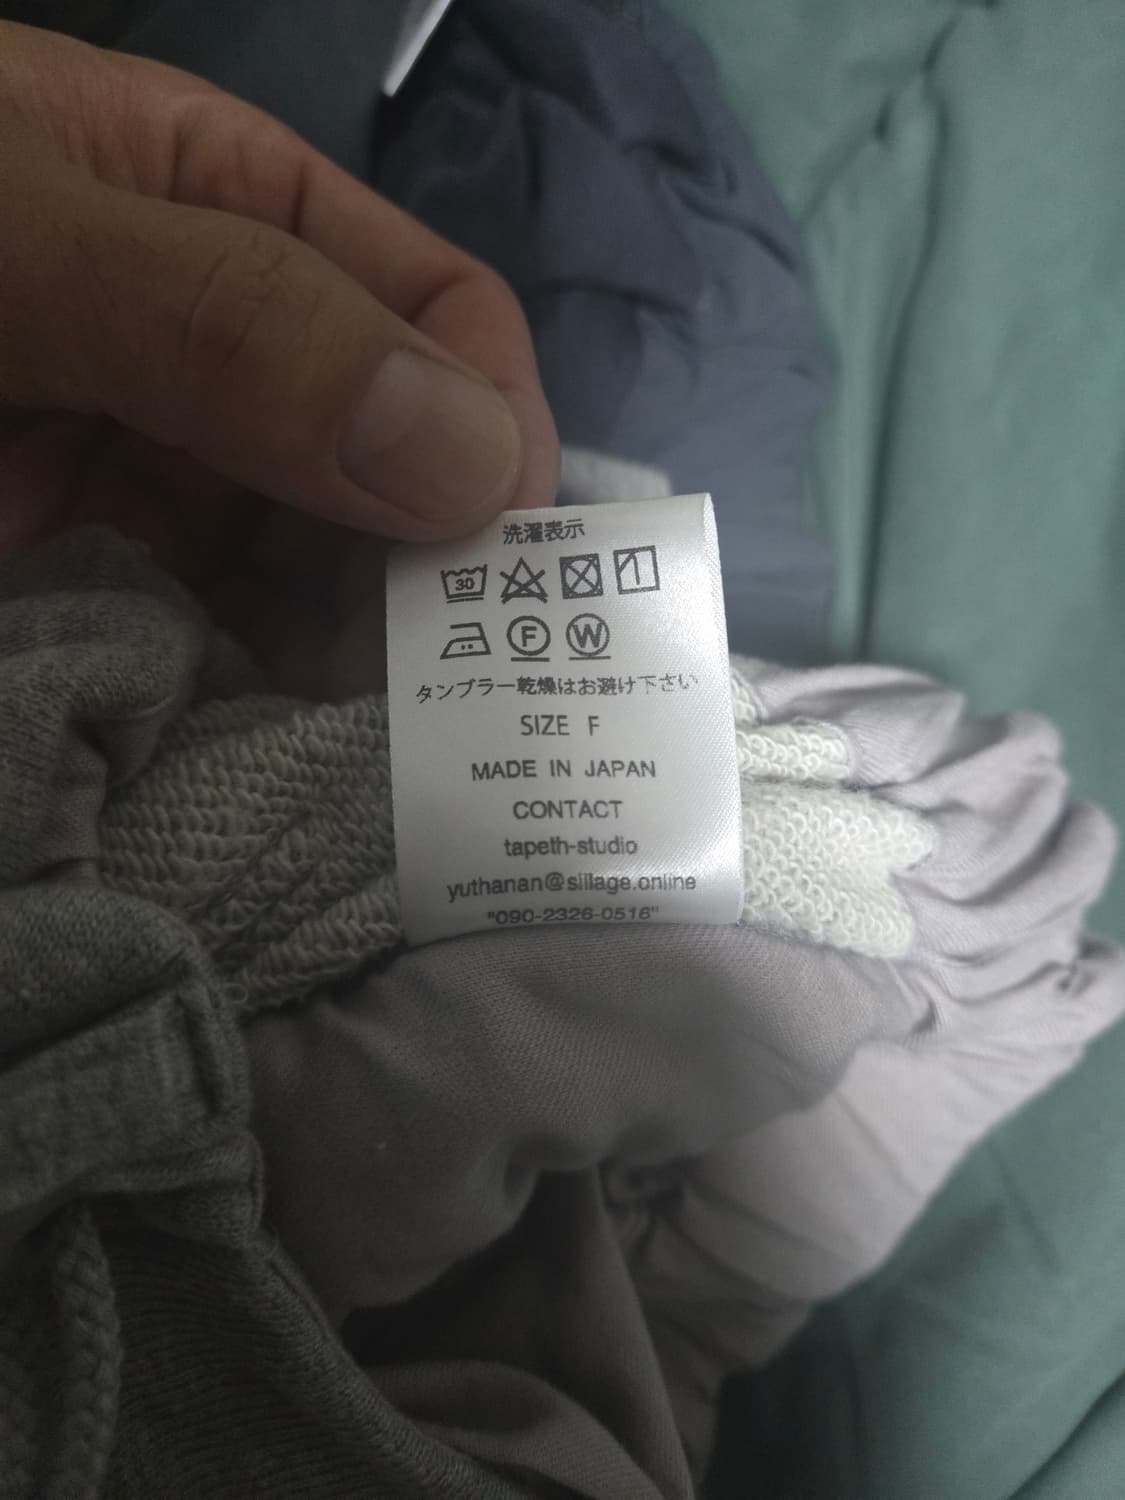 洗濯表示
30
F W
タンブラー乾燥はお避け下さい
SIZE F
MADE IN JAPAN
CONTACT
tapeth-studio
yuthanan@sillage.online
"090-2326-0516"